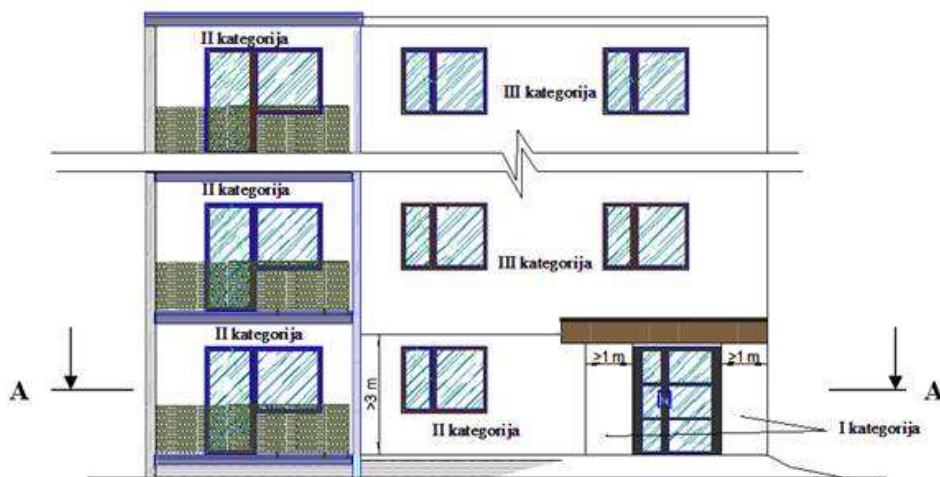 II kategorija
III kategorija
II kategorija
III kategorija
II kategorija
≥1 m
≥1 m
A
>3 m
A
II kategorija
I kategorija